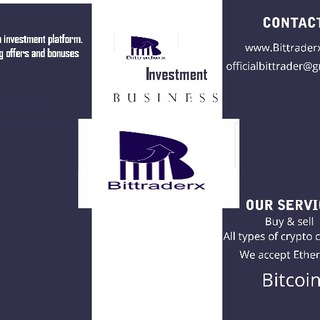 investment platform.
offers and bonuses
Bittraderx
Investment
BUSINESS
Bittraderx
CONTACT
www.Bittraderx
officialbittrader@g
OUR SERVI
Buy & sell
All types of crypto c
We accept Ether
Bitcoin